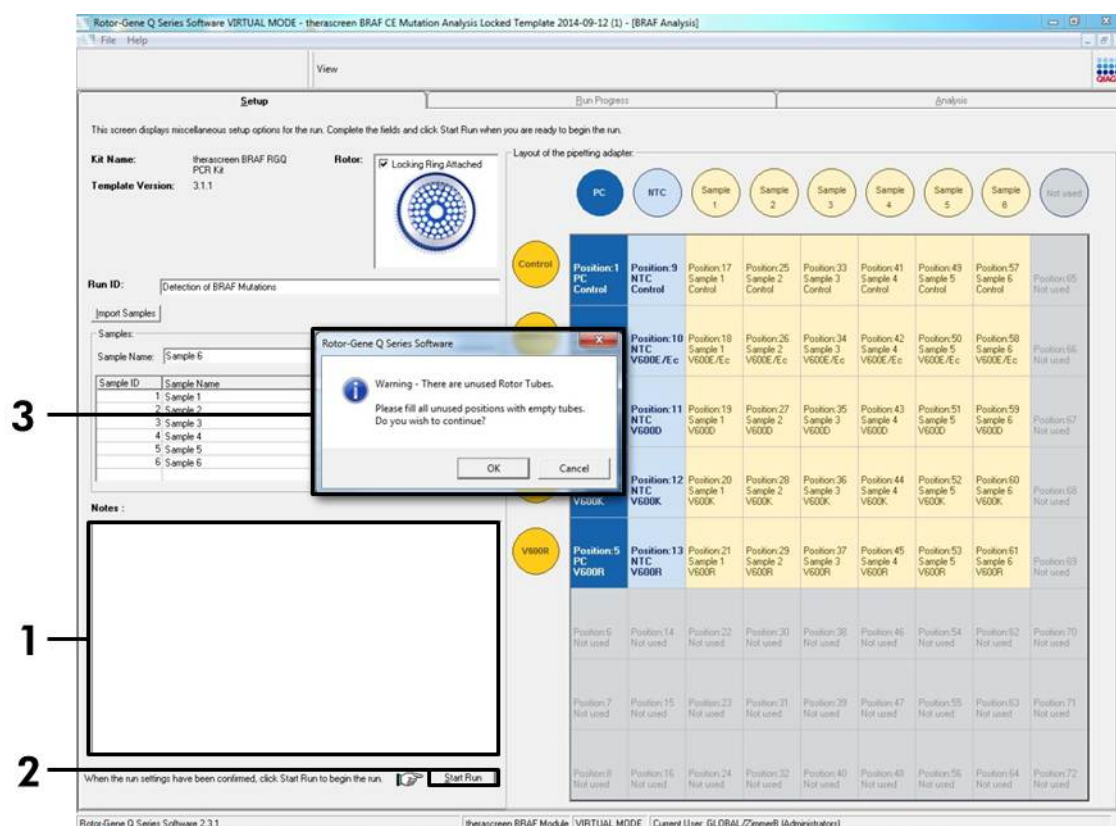 Rotor-Gene Q Series Software VIRTUAL MODE - therascreen BRAF CE Mutation Analysis Locked Template 2014-09-12 (1) - [BRAF Analysis]
File Help
View
Setup
Run Progress
Analysis
This screen displays miscellaneous setup options for the run. Complete the fields and click Start Run when you are ready to begin the run.
Kit Name: therascreen BRAF RGQ PCR Kit
Template Version: 3.1.1
Rotor:
Locking Ring Attached
Run ID: Detection of BRAF Mutations
Import Samples
Samples:
Sample Name: Sample 6
Sample ID Sample Name
1 Sample 1
2 Sample 2
3 Sample 3
4 Sample 4
5 Sample 5
6 Sample 6
Notes :
When the run settings have been confirmed, click Start Run to begin the run.
Start Run
1
2
3
Rotor-Gene Q Series Software
Warning - There are unused Rotor Tubes.
Please fill all unused positions with empty tubes.
Do you wish to continue?
OK Cancel
Layout of the pipetting adapter:
PC NTC Sample 1 Sample 2 Sample 3 Sample 4 Sample 5 Sample 6 Not used
Control
Position:1 Position:9 Position:17 Position:25 Position:33 Position:41 Position:49 Position:57 Position:65
PC NTC Sample 1 Sample 2 Sample 3 Sample 4 Sample 5 Sample 6 Not used
Control Control Control Control Control Control Control Control
Position:10 Position:18 Position:26 Position:34 Position:42 Position:50 Position:58 Position:66
NTC Sample 1 Sample 2 Sample 3 Sample 4 Sample 5 Sample 6 Not used
V600E/Ec V600E/Ec V600E/Ec V600E/Ec V600E/Ec V600E/Ec V600E/Ec
Position:11 Position:19 Position:27 Position:35 Position:43 Position:51 Position:59 Position:67
NTC Sample 1 Sample 2 Sample 3 Sample 4 Sample 5 Sample 6 Not used
V600D V600D V600D V600D V600D V600D V600D
Position:12 Position:20 Position:28 Position:36 Position:44 Position:52 Position:60 Position:68
NTC Sample 1 Sample 2 Sample 3 Sample 4 Sample 5 Sample 6 Not used
V600K V600K V600K V600K V600K V600K V600K V600K
V600R
Position:5 Position:13 Position:21 Position:29 Position:37 Position:45 Position:53 Position:61 Position:69
PC NTC Sample 1 Sample 2 Sample 3 Sample 4 Sample 5 Sample 6 Not used
V600R V600R V600R V600R V600R V600R V600R V600R
Position:6 Position:14 Position:22 Position:30 Position:38 Position:46 Position:54 Position:62 Position:70
Not used Not used Not used Not used Not used Not used Not used Not used Not used
Position:7 Position:15 Position:23 Position:31 Position:39 Position:47 Position:55 Position:63 Position:71
Not used Not used Not used Not used Not used Not used Not used Not used Not used
Position:8 Position:16 Position:24 Position:32 Position:40 Position:48 Position:56 Position:64 Position:72
Not used Not used Not used Not used Not used Not used Not used Not used Not used
Rotor-Gene Q Series Software 2.3.1
therascreen BRAF Module VIRTUAL MODE Current User: GLOBAL/ZimmerB (Administrators)